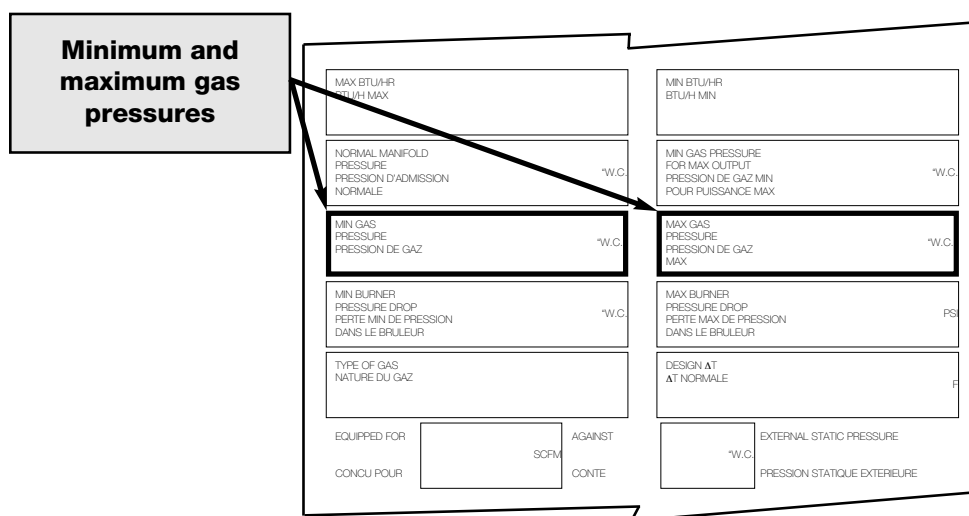 Minimum and
maximum gas
pressures
MAX BTU/HR
BTU/H MAX
MIN BTU/HR
BTU/H MIN
NORMAL MANIFOLD
PRESSURE
PRESSION D'ADMISSION
NORMALE
"W.C.
MIN GAS PRESSURE
FOR MAX OUTPUT
PRESSION DE GAZ MIN
POUR PUISSANCE MAX
"W.C.
MIN GAS
PRESSURE
PRESSION DE GAZ
"W.C.
MAX GAS
PRESSURE
PRESSION DE GAZ
MAX
"W.C.
MIN BURNER
PRESSURE DROP
PERTE MIN DE PRESSION
DANS LE BRULEUR
"W.C.
MAX BURNER
PRESSURE DROP
PERTE MAX DE PRESSION
DANS LE BRULEUR
PSI
TYPE OF GAS
NATURE DU GAZ
DESIGN ΔT
ΔT NORMALE
F
EQUIPPED FOR
CONCU POUR
SCFM
AGAINST
CONTE
"W.C.
EXTERNAL STATIC PRESSURE
PRESSION STATIQUE EXTERIEURE